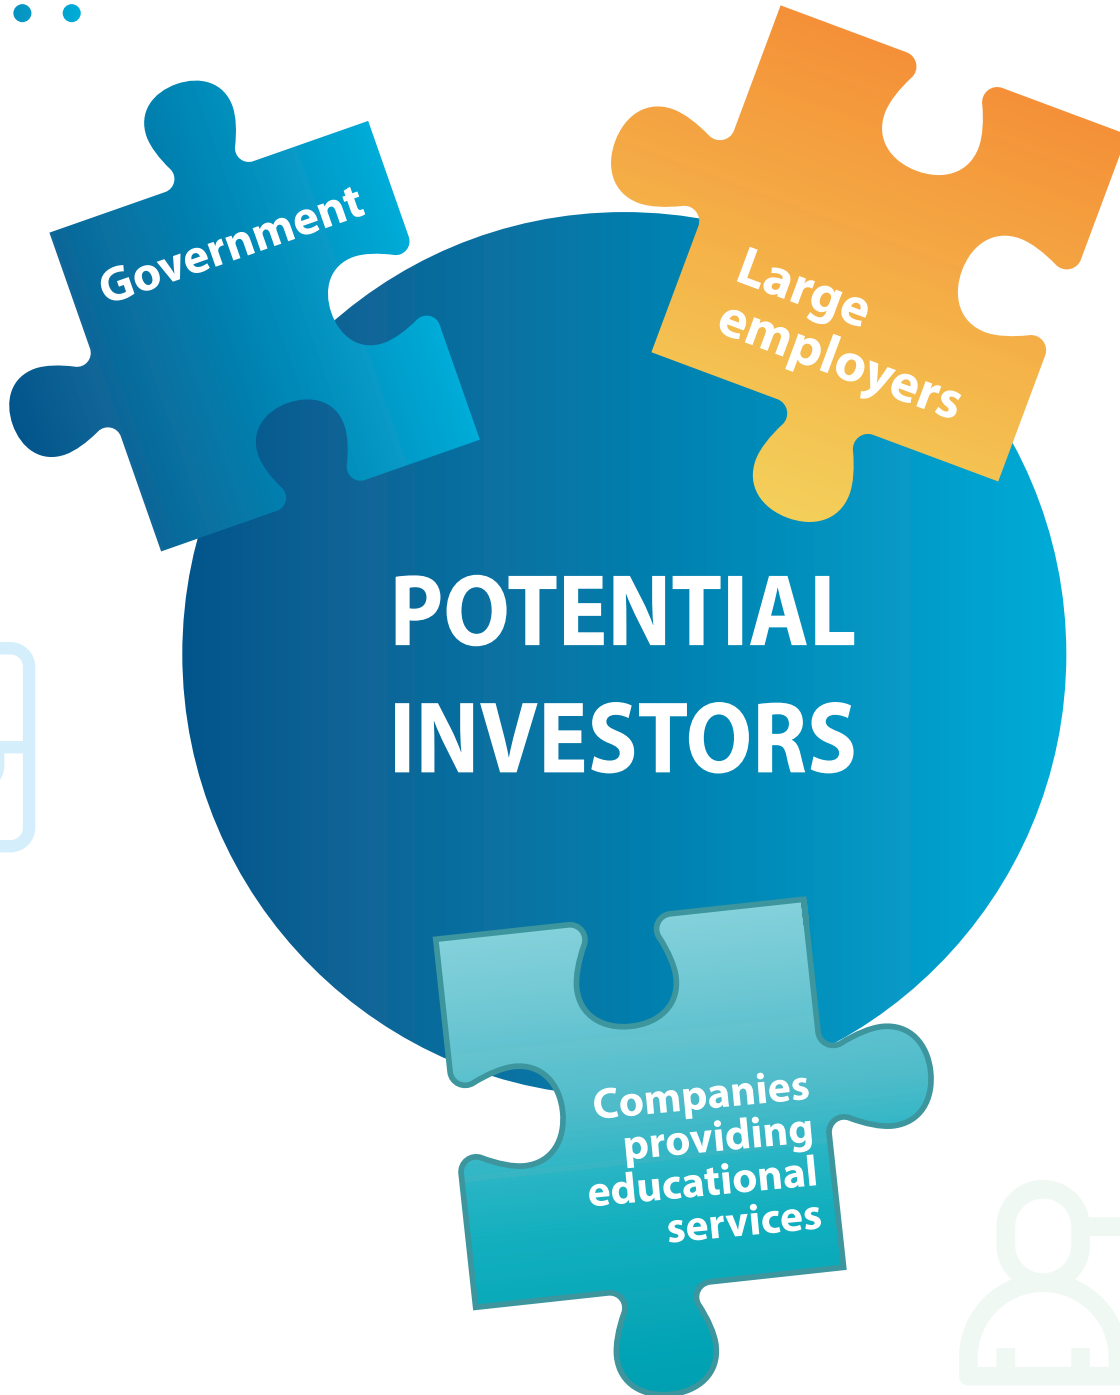 Government
Large
employers
POTENTIAL
INVESTORS
Companies
providing
educational
services